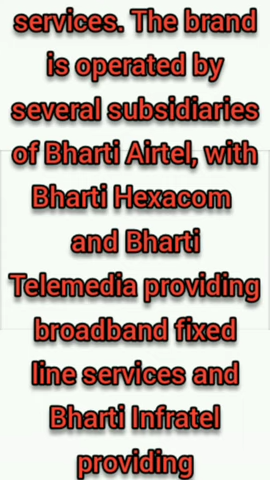 services. The brand
is operated by
several subsidiaries
of Bharti Airtel, with
Bharti Hexacom
and Bharti
Telemedia providing
broadband fixed
line services and
Bharti Infratel
providing